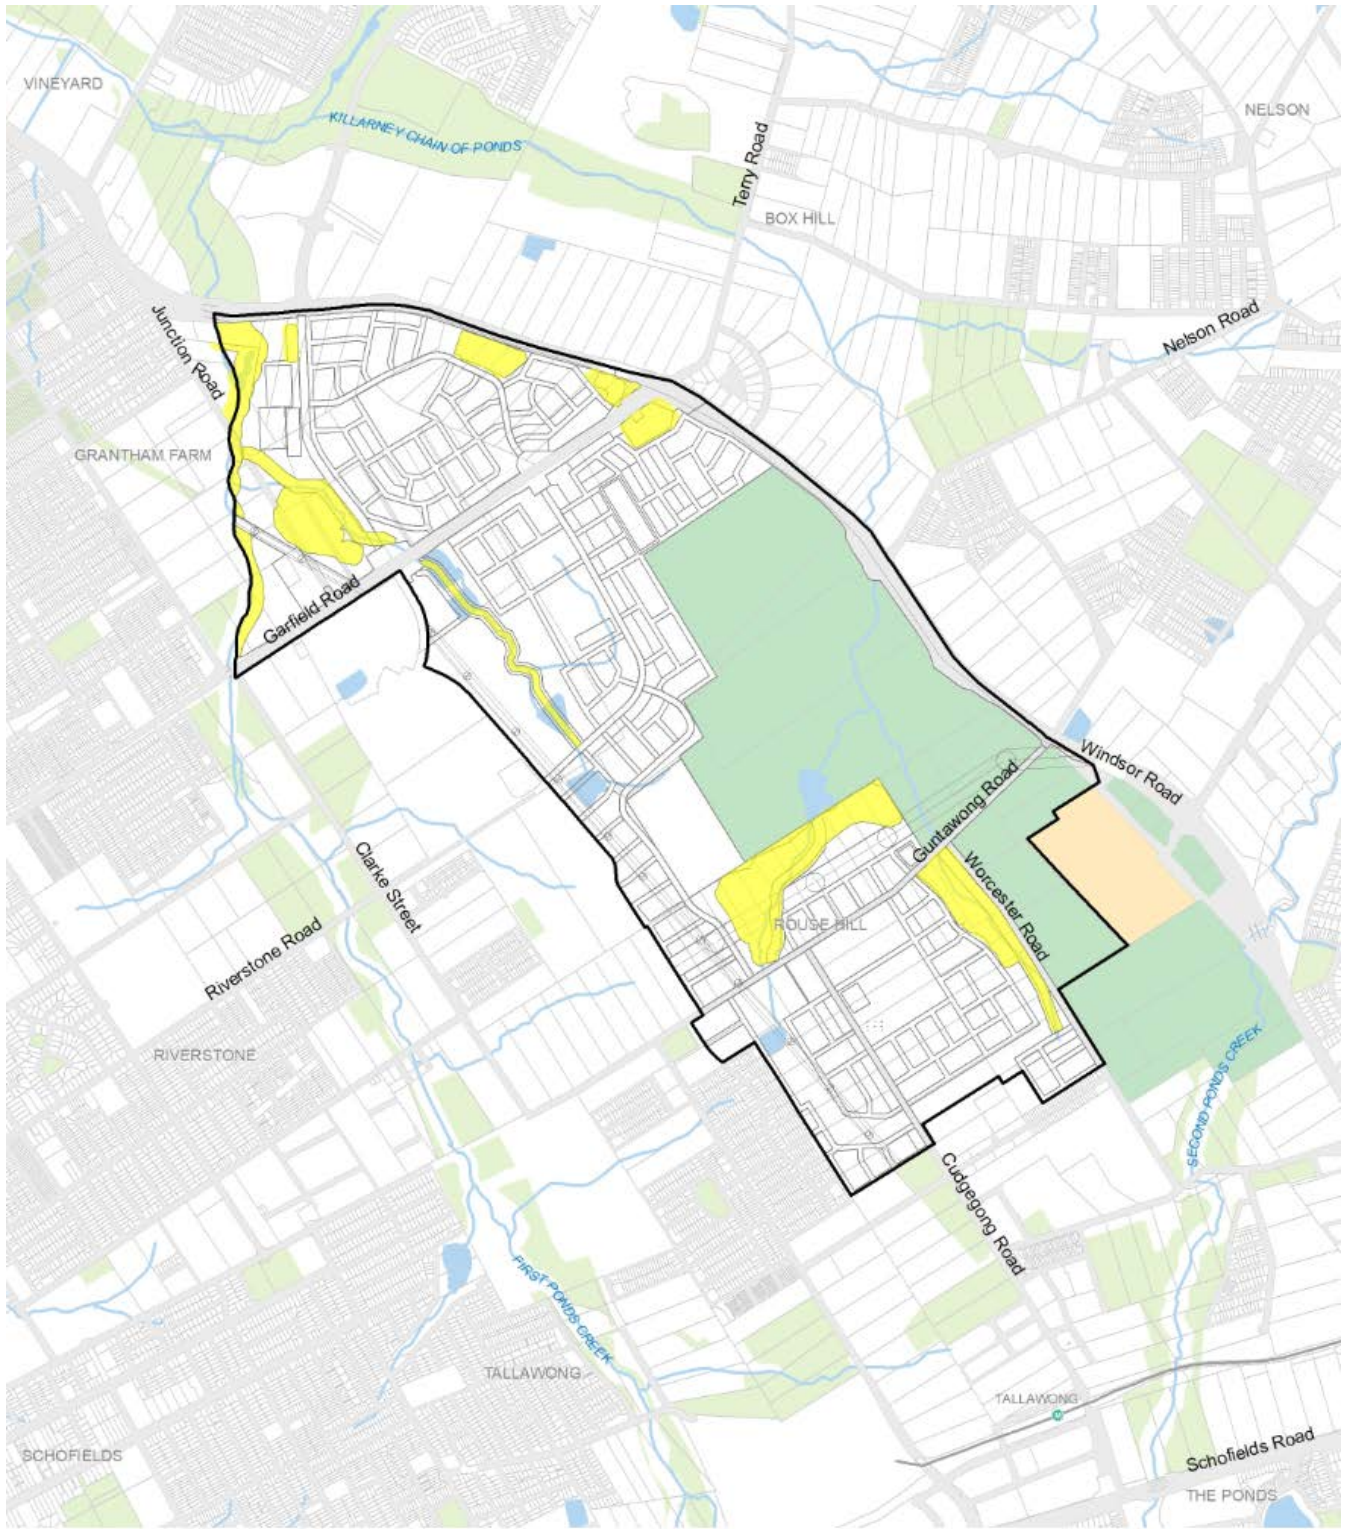 VINEYARD
NELSON
KILLARNEY CHAIN OF PONDS
Terry Road
BOX HILL
Junction Road
Nelson Road
GRANTHAM FARM
Garfield Road
Windsor Road
Guntawong Road
Clarke Street
Worcester Road
ROUSE HILL
Riverstone Road
RIVERSTONE
SECOND PONDS CREEK
Cudgegong Road
FIRST PONDS CREEK
TALLAWONG
TALLAWONG
M
SCHOFIELDS
Schofields Road
THE PONDS